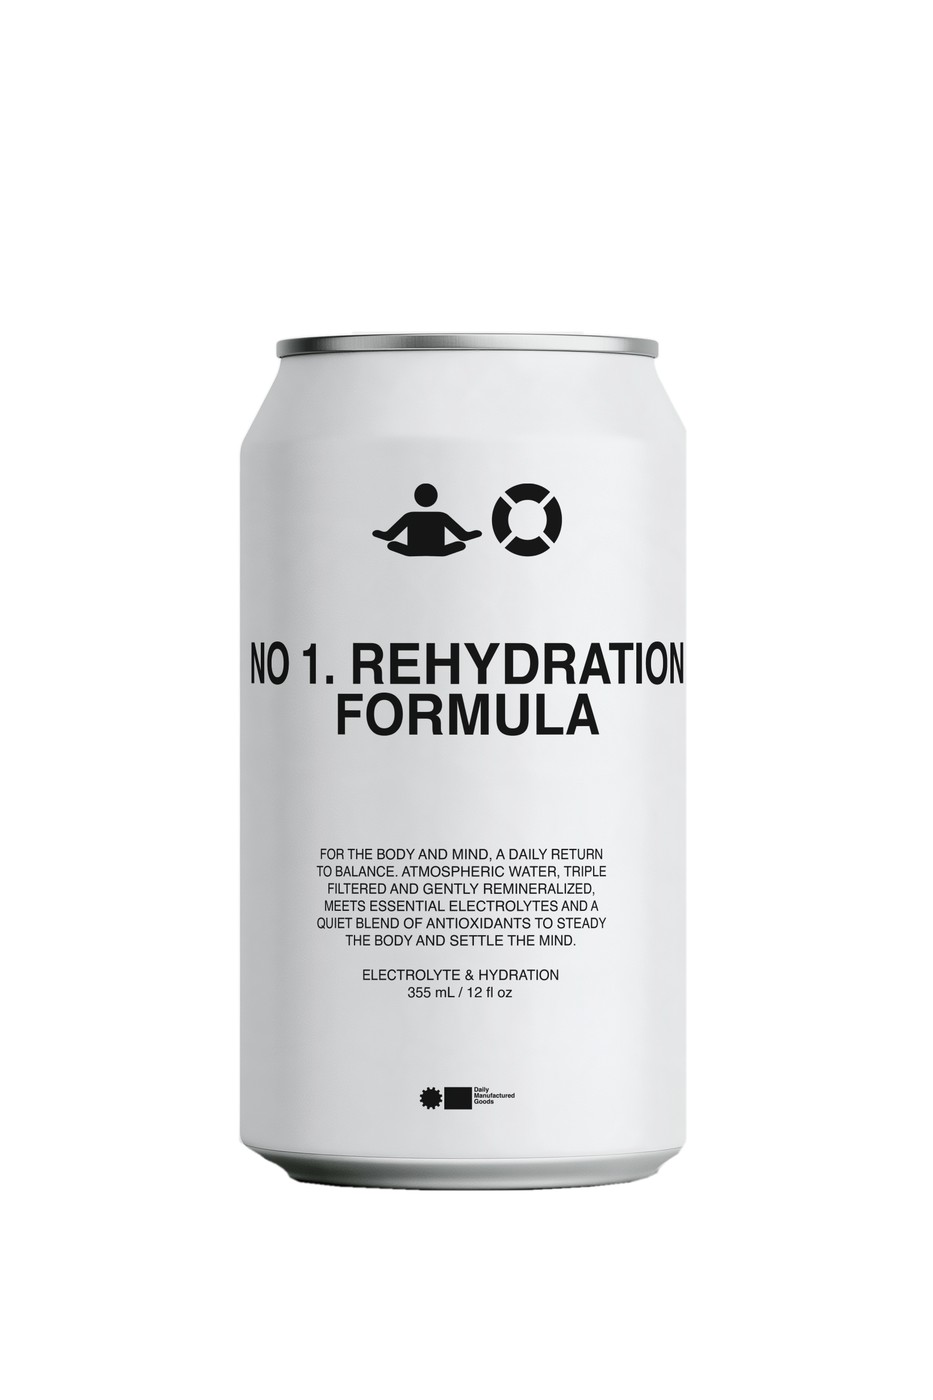 NO 1. REHYDRATION
FORMULA
FOR THE BODY AND MIND, A DAILY RETURN
TO BALANCE. ATMOSPHERIC WATER, TRIPLE
FILTERED AND GENTLY REMINERALIZED,
MEETS ESSENTIAL ELECTROLYTES AND A
QUIET BLEND OF ANTIOXIDANTS TO STEADY
THE BODY AND SETTLE THE MIND.
ELECTROLYTE & HYDRATION
355 mL / 12 fl oz
Daily
Manufactured
Goods